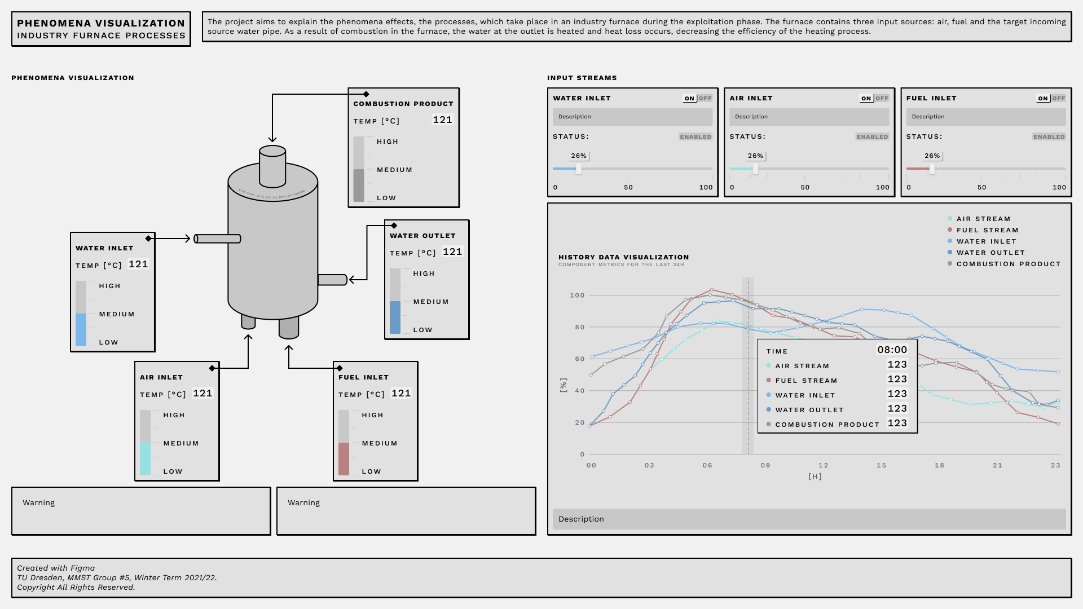 PHENOMENA VISUALIZATION
INDUSTRY FURNACE PROCESSES
The project aims to explain the phenomena effects, the processes, which take place in an industry furnace during the exploitation phase. The furnace contains three input sources: air, fuel and the target incoming
source water pipe. As a result of combustion in the furnace, the water at the outlet is heated and heat loss occurs, decreasing the efficiency of the heating process.
PHENOMENA VISUALIZATION
COMBUSTION PRODUCT
TEMP [°C] 121
HIGH
MEDIUM
LOW
WATER INLET
TEMP [°C] 121
HIGH
MEDIUM
LOW
WATER OUTLET
TEMP [°C] 121
HIGH
MEDIUM
LOW
AIR INLET
TEMP [°C] 121
HIGH
MEDIUM
LOW
FUEL INLET
TEMP [°C] 121
HIGH
MEDIUM
LOW
Warning
Warning
INPUT STREAMS
WATER INLET ON OFF
Description
STATUS: ENABLED
26%
0 50 100
AIR INLET ON OFF
Description
STATUS: ENABLED
26%
0 50 100
FUEL INLET ON OFF
Description
STATUS: ENABLED
26%
0 50 100
AIR STREAM
FUEL STREAM
WATER INLET
WATER OUTLET
COMBUSTION PRODUCT
HISTORY DATA VISUALIZATION
COMPONENT METRICS FOR THE LAST 24H
100
80
60
40
20
0
[%]
00 03 06 09 12 15 18 21 23
[H]
TIME 08:00
AIR STREAM 123
FUEL STREAM 123
WATER INLET 123
WATER OUTLET 123
COMBUSTION PRODUCT 123
Description
Created with Figma
TU Dresden, MMST Group #5, Winter Term 2021/22.
Copyright All Rights Reserved.